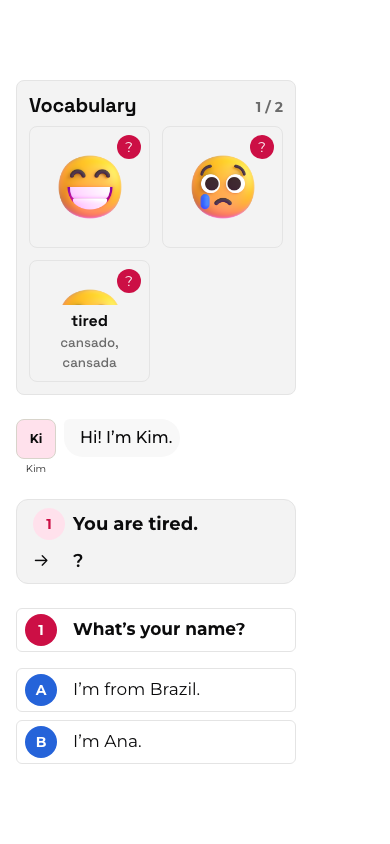 Vocabulary
1 / 2
?
?
?
tired
cansado,
cansada
Ki
Hi! I’m Kim.
Kim
1 You are tired.
→ ?
1 What’s your name?
A I’m from Brazil.
B I’m Ana.